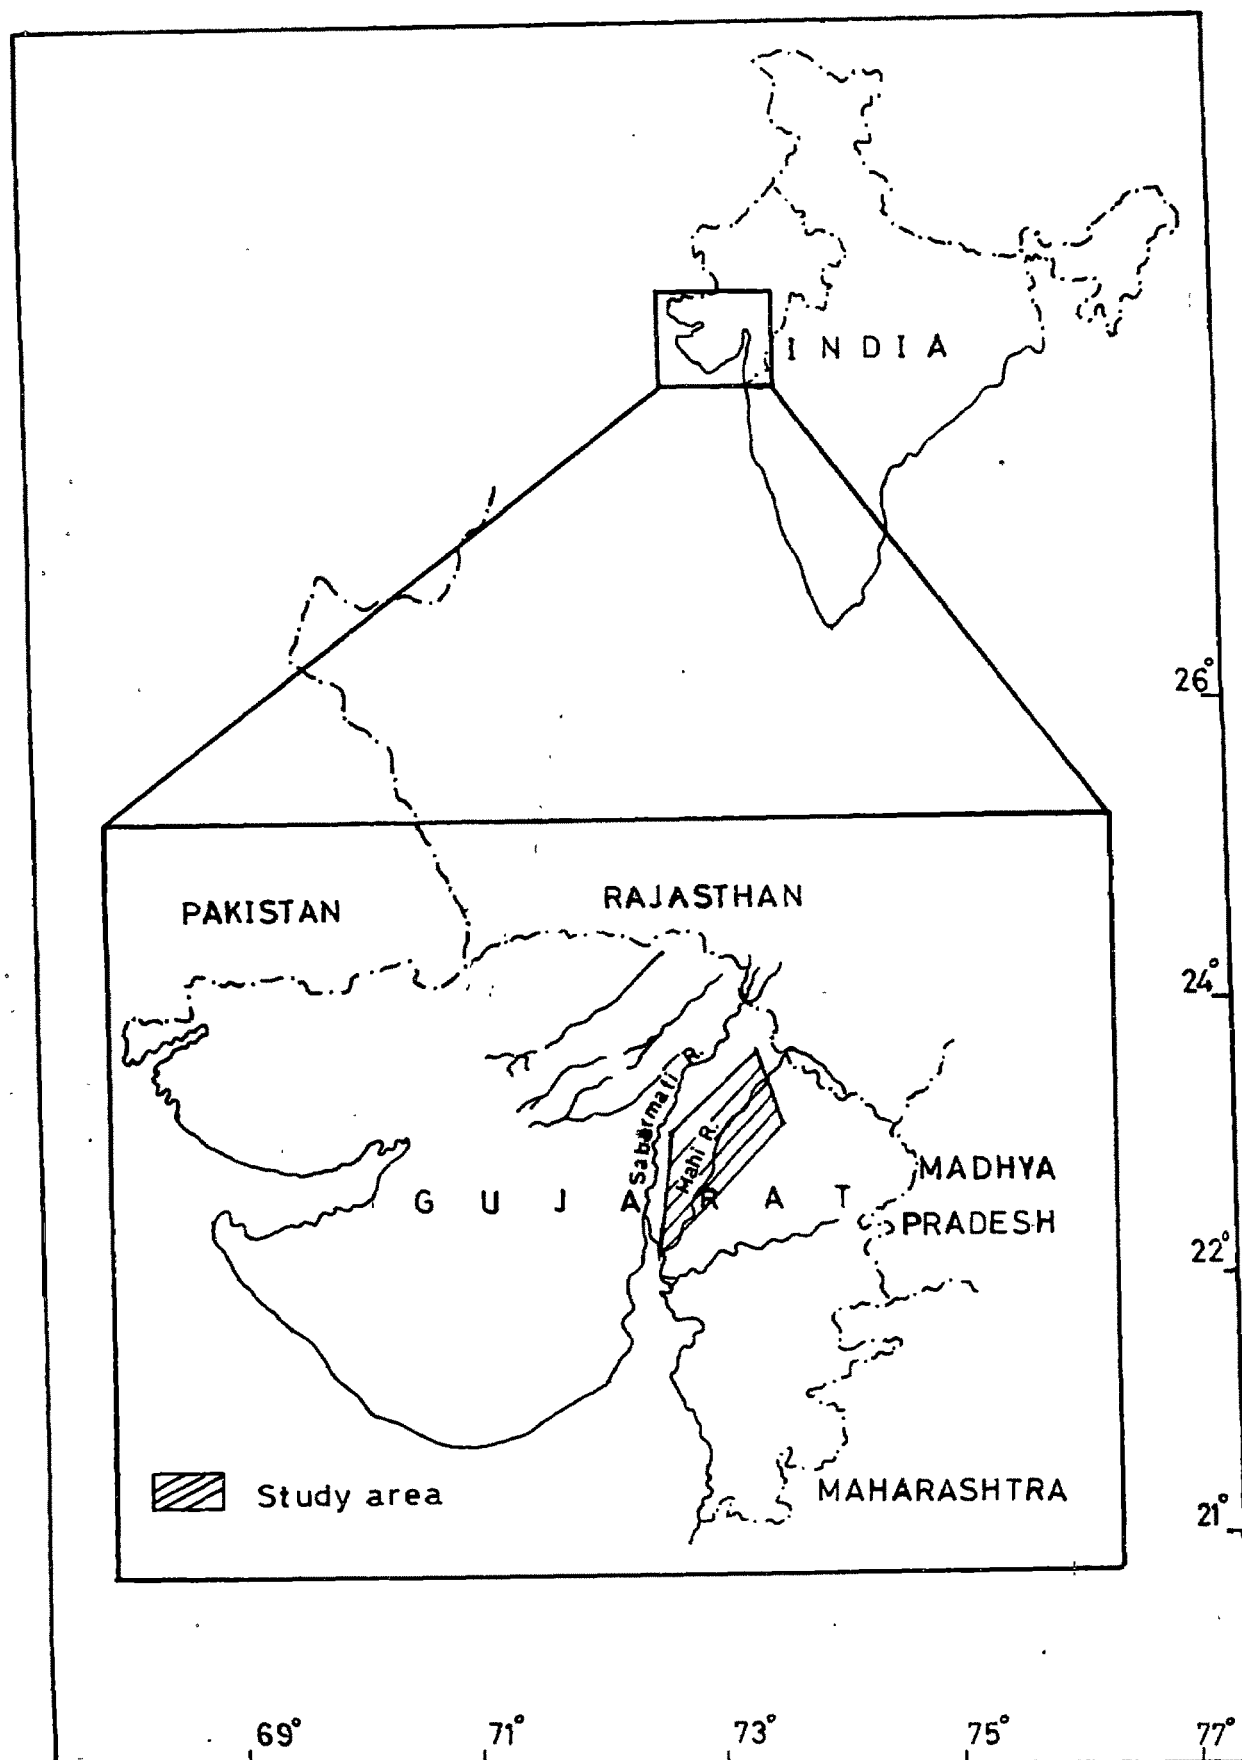 INDIA
26°
PAKISTAN
RAJASTHAN
24°
Sabarmati R.
Mahi R.
GUJARAT
MADHYA
PRADESH
22°
Study area
MAHARASHTRA
21°
69°
71°
73°
75°
77°